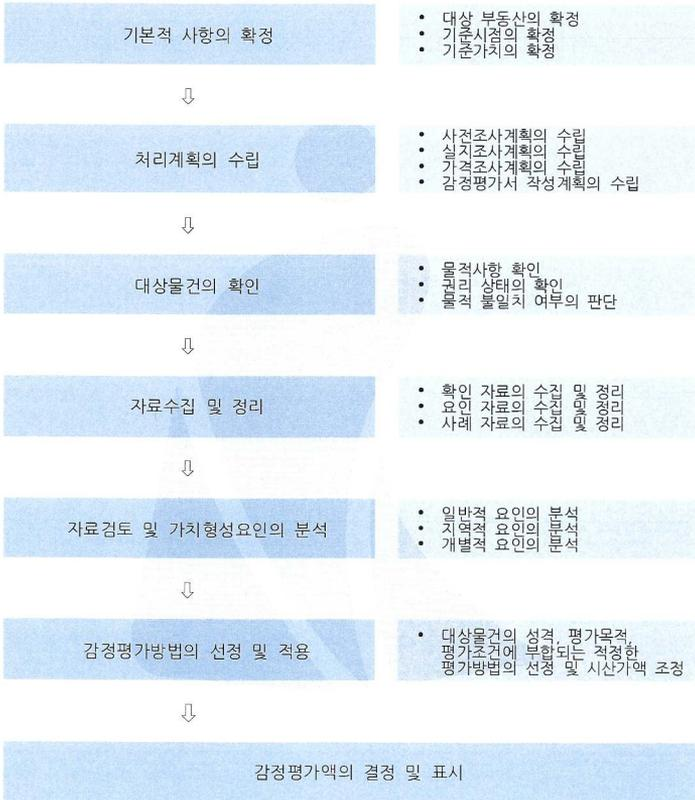 기본적 사항의 확정
• 대상 부동산의 확정
• 기준시점의 확정
• 기준가치의 확정
처리계획의 수립
• 사전조사계획의 수립
• 실지조사계획의 수립
• 가격조사계획의 수립
• 감정평가서 작성계획의 수립
대상물건의 확인
• 물적사항 확인
• 권리 상태의 확인
• 물적 불일치 여부의 판단
자료수집 및 정리
• 확인 자료의 수집 및 정리
• 요인 자료의 수집 및 정리
• 사례 자료의 수집 및 정리
자료검토 및 가치형성요인의 분석
• 일반적 요인의 분석
• 지역적 요인의 분석
• 개별적 요인의 분석
감정평가방법의 선정 및 적용
• 대상물건의 성격, 평가목적,
평가조건에 부합되는 적정한
평가방법의 선정 및 시산가액 조정
감정평가액의 결정 및 표시